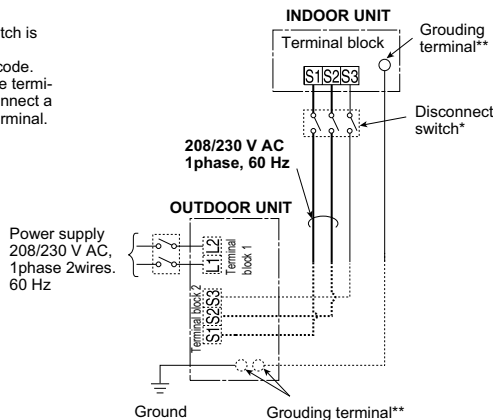 tch is
code.
e termi-
nnect a
rminal.
INDOOR UNIT
Terminal block
Grouding
terminal**
S1 S2 S3
Disconnect
switch*
208/230 V AC
1phase, 60 Hz
OUTDOOR UNIT
Power supply
208/230 V AC,
1phase 2wires.
60 Hz
L1 L2
Terminal
block 1
Terminal block 2
S1 S2 S3
Ground
Grouding terminal**